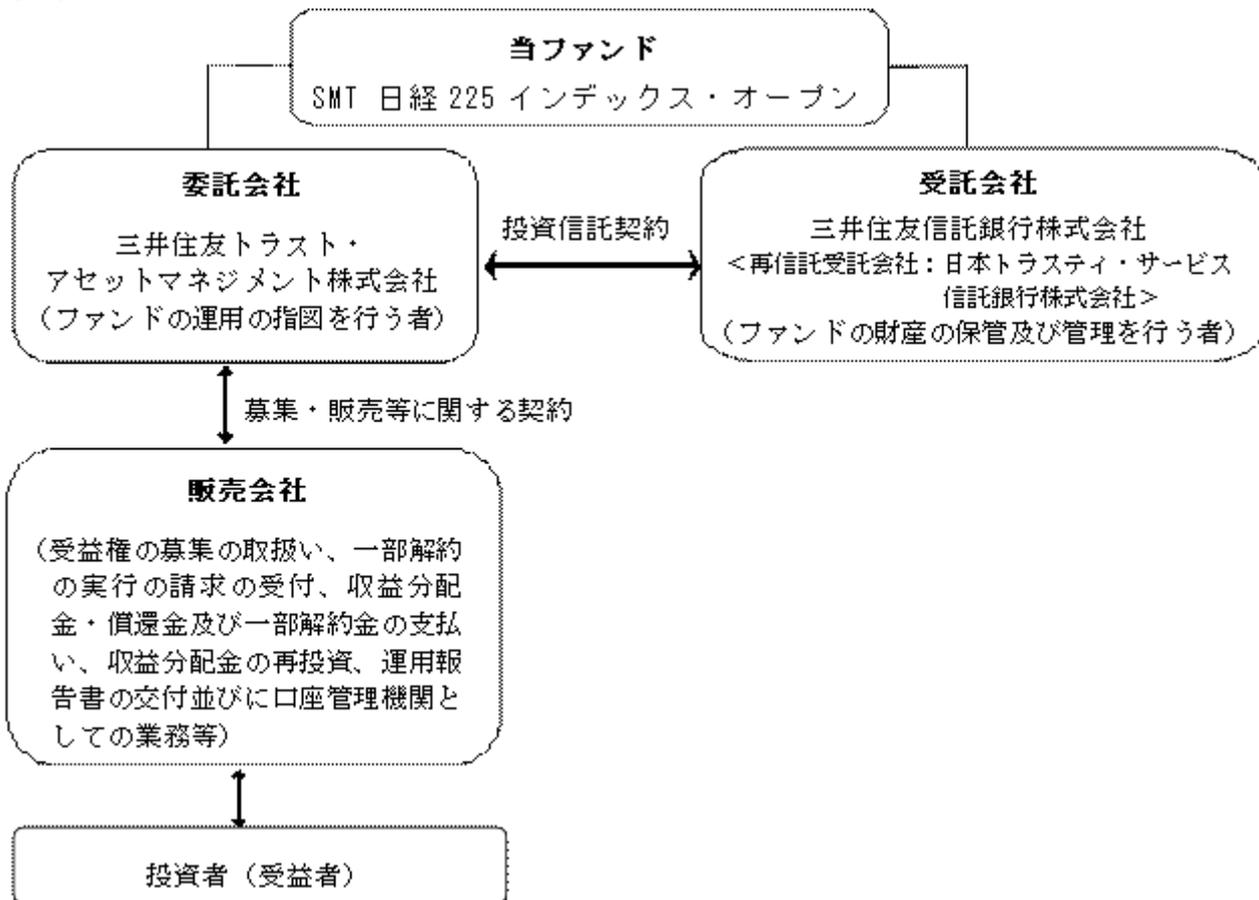 当ファンド
SMT 日経225インデックス・オープン
委託会社
三井住友トラスト・
アセットマネジメント株式会社
(ファンドの運用の指図を行う者)
投資信託契約
受託会社
三井住友信託銀行株式会社
<再信託受託会社:日本トラスティ・サービス
信託銀行株式会社>
(ファンドの財産の保管及び管理を行う者)
募集・販売等に関する契約
販売会社
(受益権の募集の取扱い、一部解約
の実行の請求の受付、収益分配
金・償還金及び一部解約金の支払
い、収益分配金の再投資、運用報
告書の交付並びに口座管理機関と
しての業務等)
投資者(受益者)